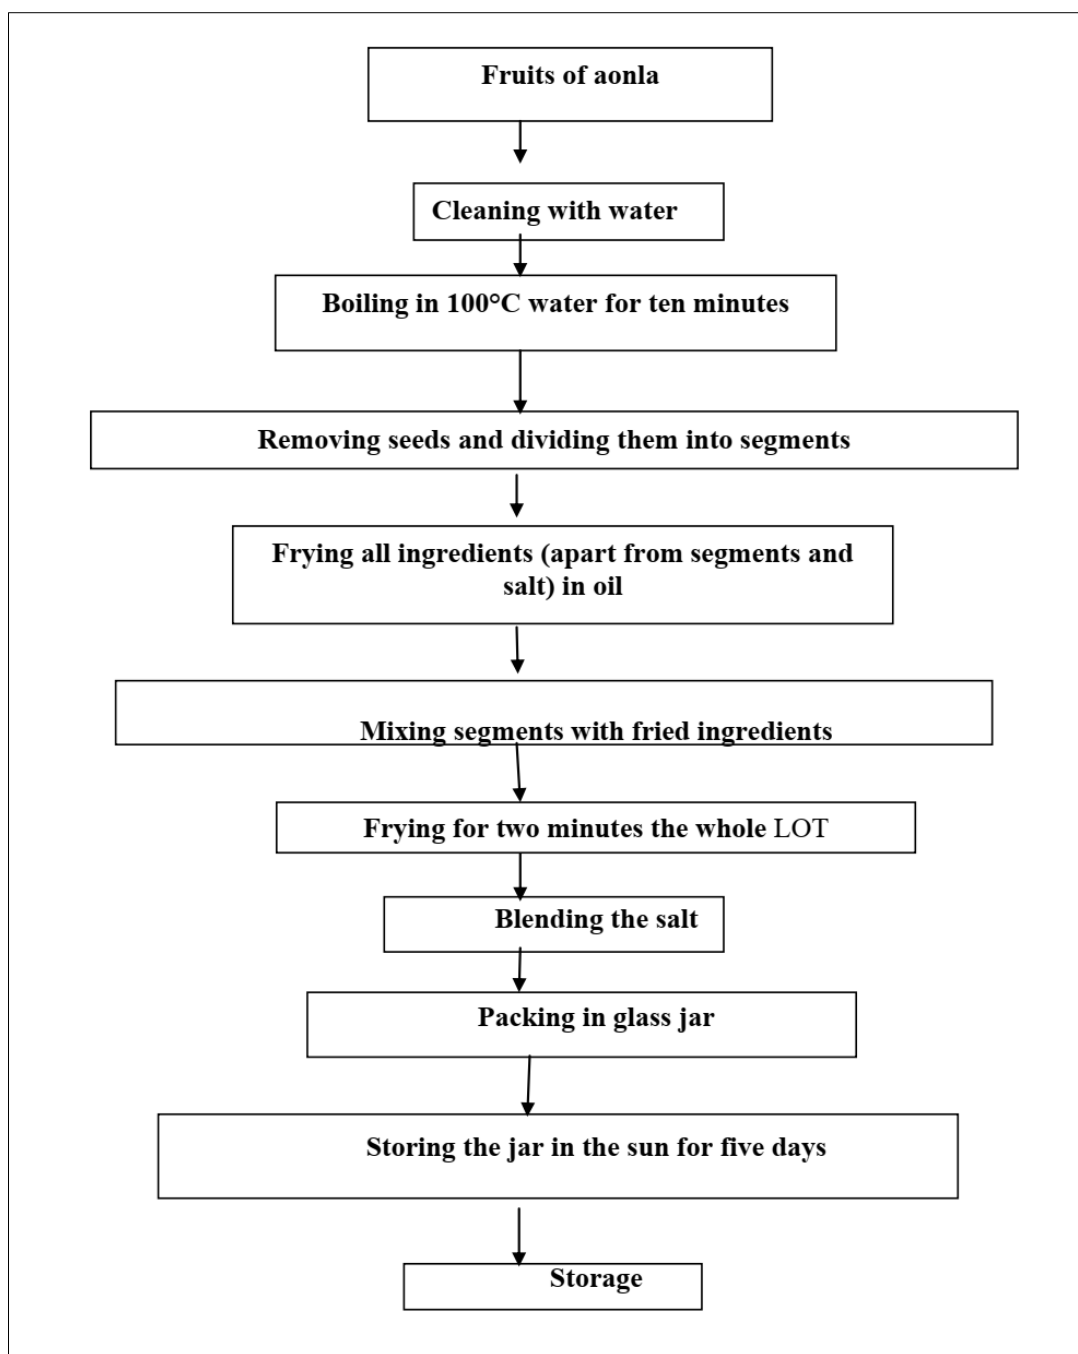 Fruits of aonla
Cleaning with water
Boiling in 100°C water for ten minutes
Removing seeds and dividing them into segments
Frying all ingredients (apart from segments and
salt) in oil
Mixing segments with fried ingredients
Frying for two minutes the whole LOT
Blending the salt
Packing in glass jar
Storing the jar in the sun for five days
Storage